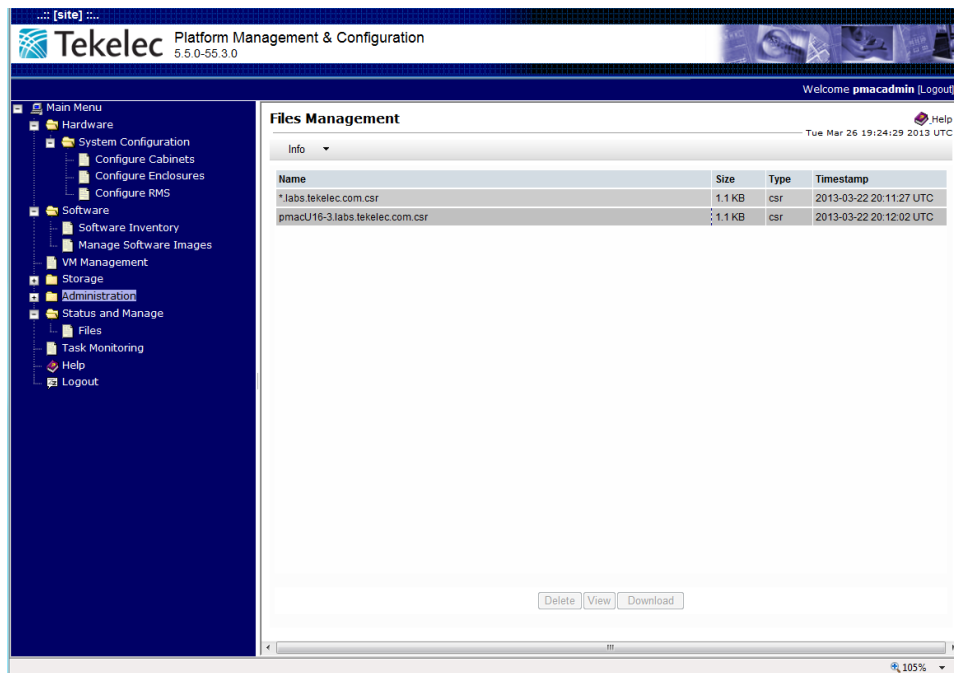 ..:: [site] ::..
Tekelec Platform Management & Configuration
5.5.0-55.3.0
Welcome pmacadmin [Logout]
Main Menu
Hardware
System Configuration
Configure Cabinets
Configure Enclosures
Configure RMS
Software
Software Inventory
Manage Software Images
VM Management
Storage
Administration
Status and Manage
Files
Task Monitoring
Help
Logout
Files Management
Help
Tue Mar 26 19:24:29 2013 UTC
Info
Name Size Type Timestamp
*.labs.tekelec.com.csr 1.1 KB csr 2013-03-22 20:11:27 UTC
pmacU16-3.labs.tekelec.com.csr 1.1 KB csr 2013-03-22 20:12:02 UTC
Delete View Download
105%